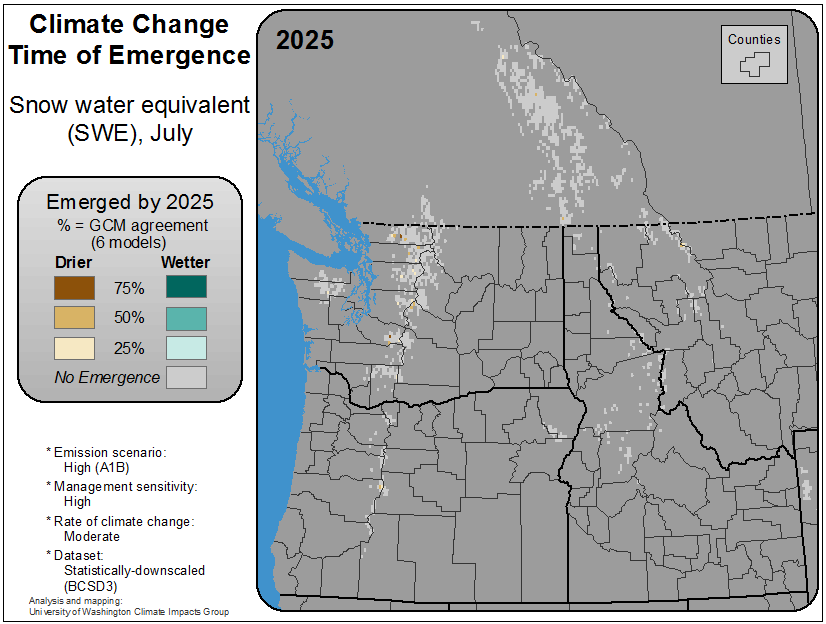 Climate Change
Time of Emergence
Snow water equivalent
(SWE), July
Emerged by 2025
% = GCM agreement
(6 models)
Drier Wetter
75%
50%
25%
No Emergence
* Emission scenario:
High (A1B)
* Management sensitivity:
High
* Rate of climate change:
Moderate
* Dataset:
Statistically-downscaled
(BCSD3)
Analysis and mapping:
University of Washington Climate Impacts Group
2025
Counties